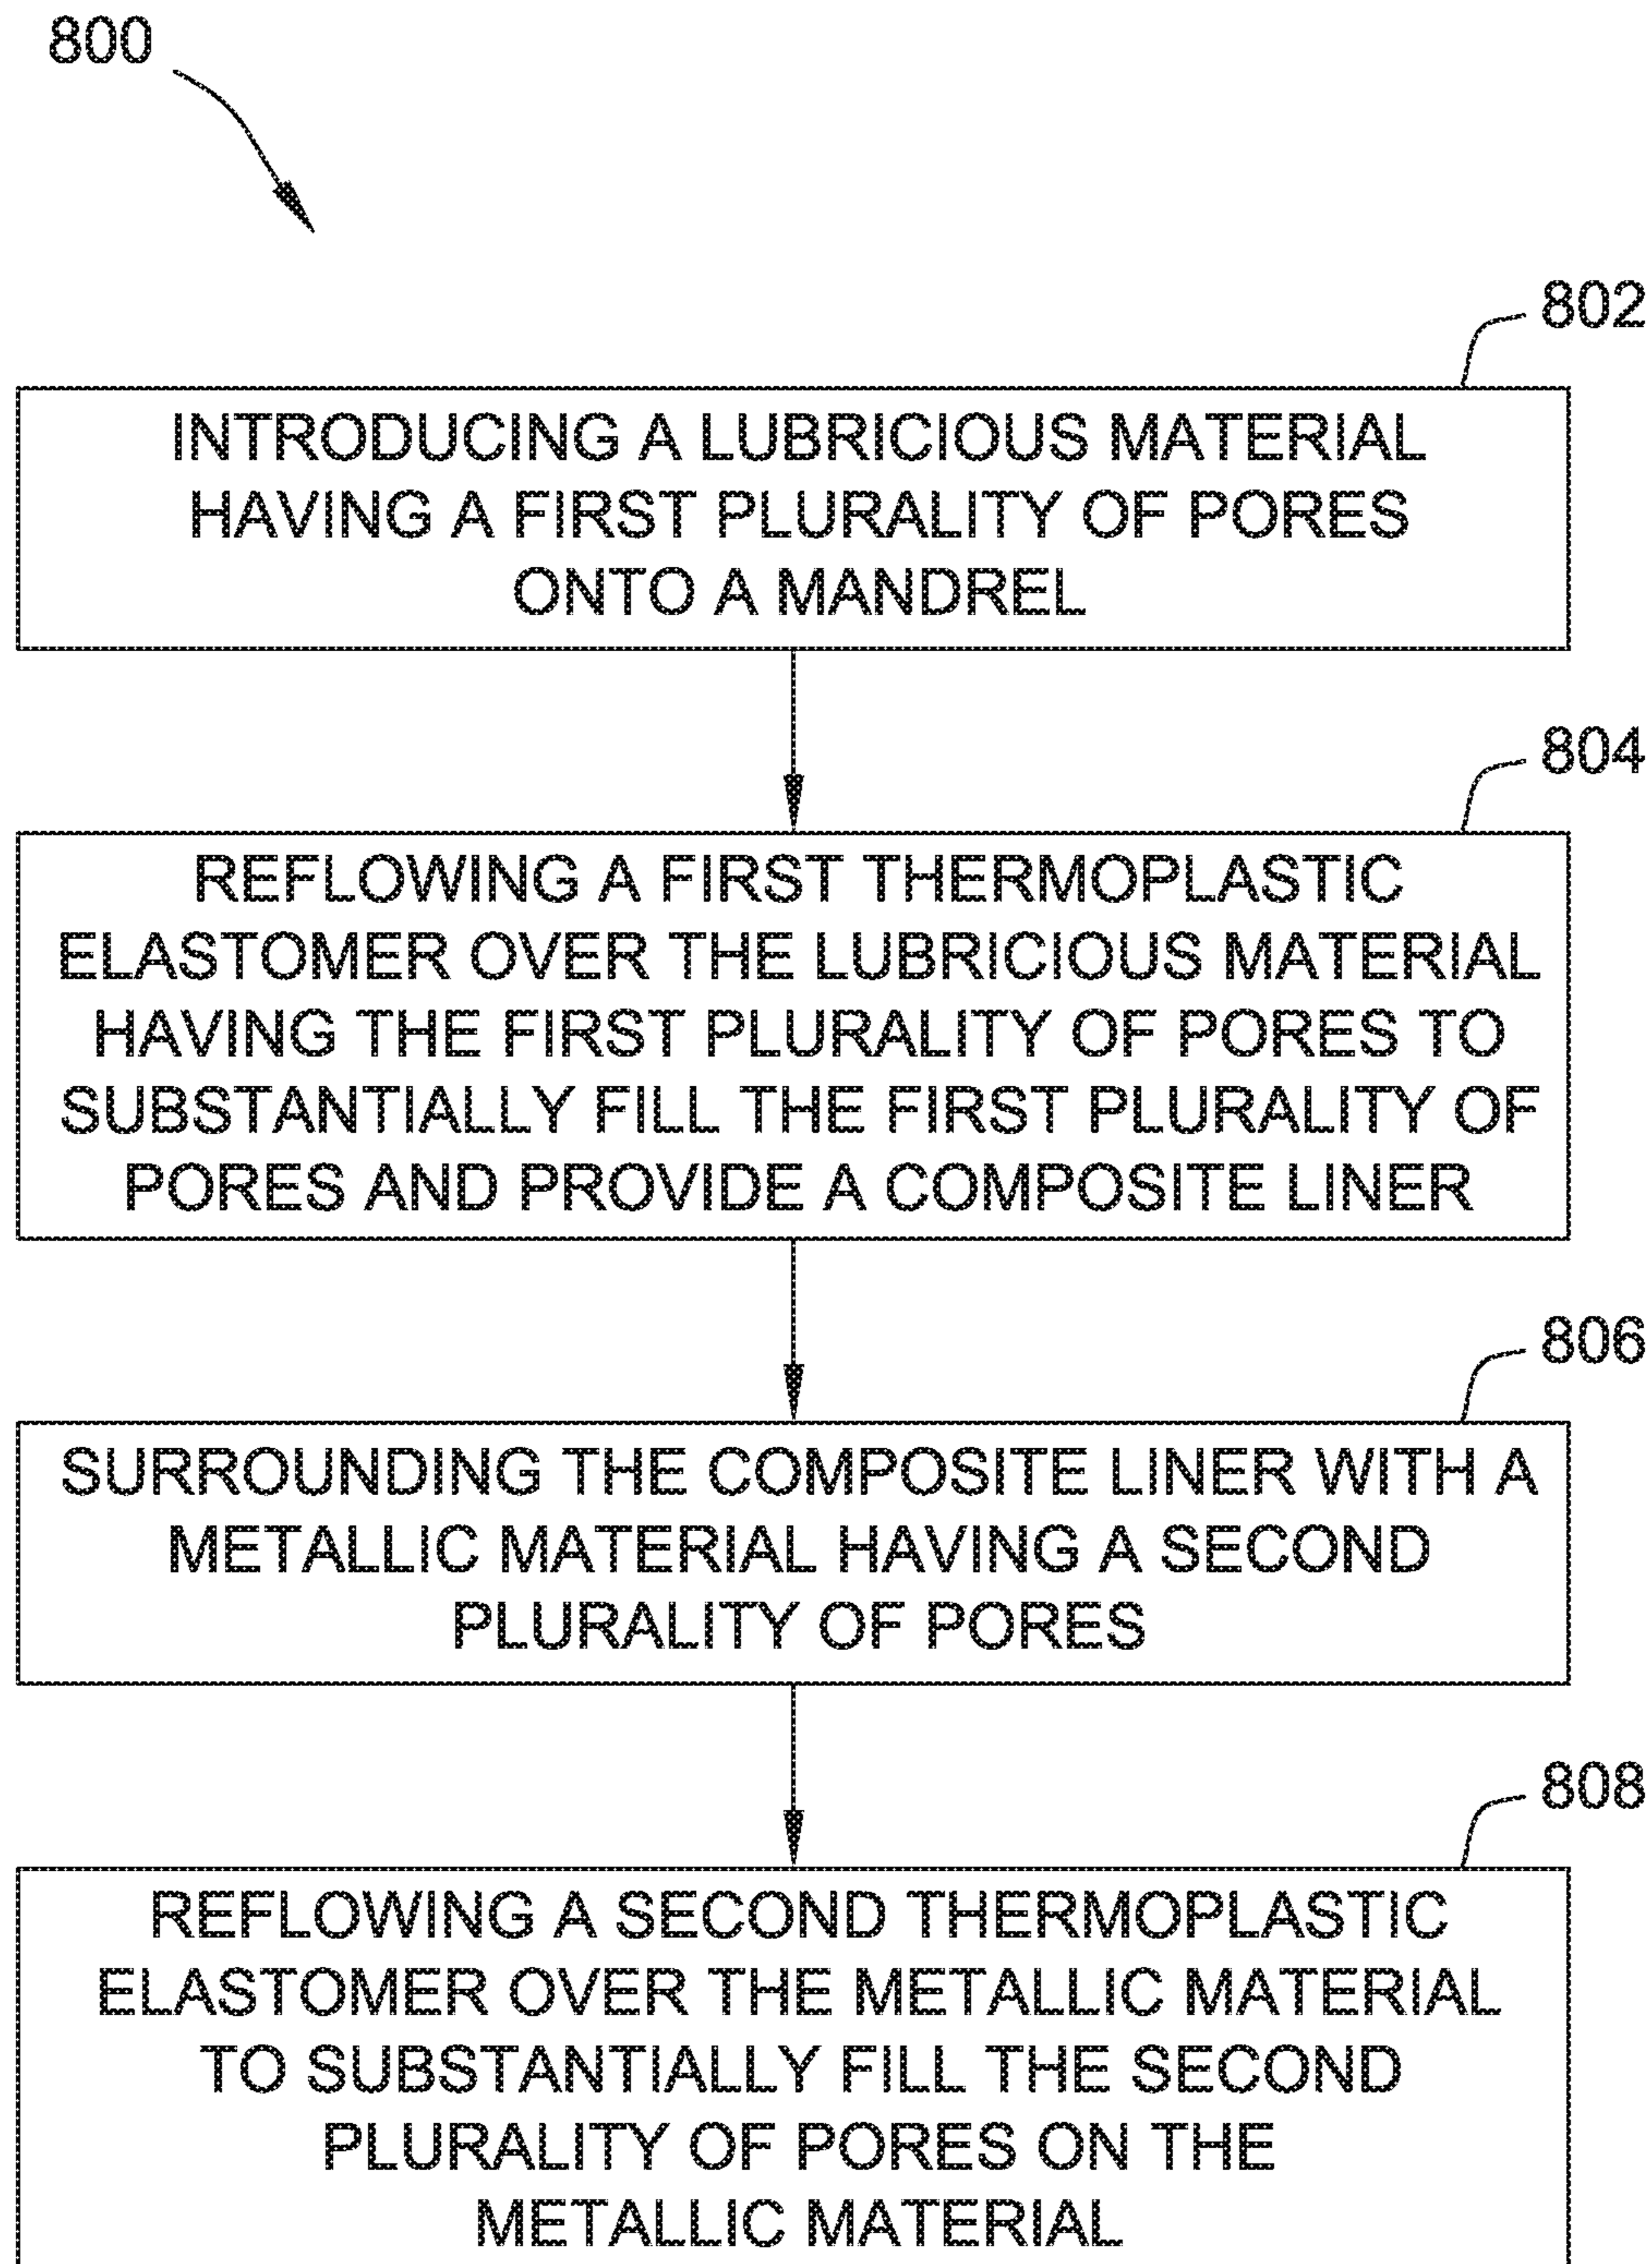 800
802
INTRODUCING A LUBRICIOUS MATERIAL
HAVING A FIRST PLURALITY OF PORES
ONTO A MANDREL
804
REFLOWING A FIRST THERMOPLASTIC
ELASTOMER OVER THE LUBRICIOUS MATERIAL
HAVING THE FIRST PLURALITY OF PORES TO
SUBSTANTIALLY FILL THE FIRST PLURALITY OF
PORES AND PROVIDE A COMPOSITE LINER
806
SURROUNDING THE COMPOSITE LINER WITH A
METALLIC MATERIAL HAVING A SECOND
PLURALITY OF PORES
808
REFLOWING A SECOND THERMOPLASTIC
ELASTOMER OVER THE METALLIC MATERIAL
TO SUBSTANTIALLY FILL THE SECOND
PLURALITY OF PORES ON THE
METALLIC MATERIAL